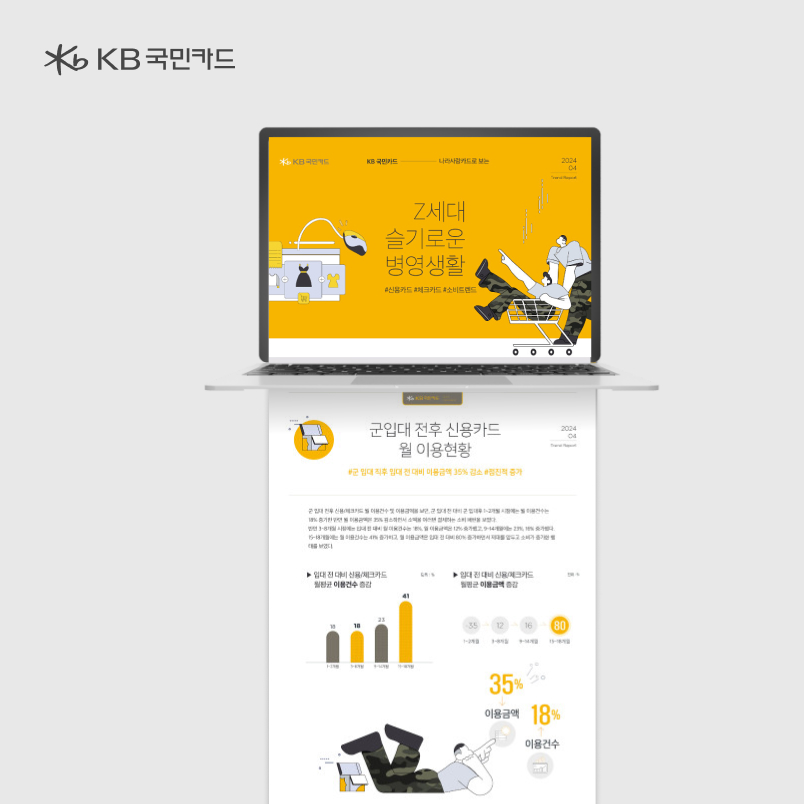 KB 국민카드
KB 국민카드
KB 국민카드 나라사랑카드로 보는
2024
04
Trend Report
Z세대
슬기로운
병영생활
#신용카드 #체크카드 #소비트렌드
군입대 전후 신용카드
월 이용현황
2024
04
Trend Report
#군 입대 직후 입대 전 대비 이용금액 35% 감소 #점진적 증가
▶ 입대 전 대비 신용/체크카드
월평균 이용건수 증감
단위 : %
18
18
23
41
1~2개월
3~8개월
9~14개월
15~18개월
▶ 입대 전 대비 신용/체크카드
월평균 이용금액 증감
단위 : %
35
12
16
80
1~2개월
3~8개월
9~14개월
15~18개월
35%
이용금액
18%
이용건수